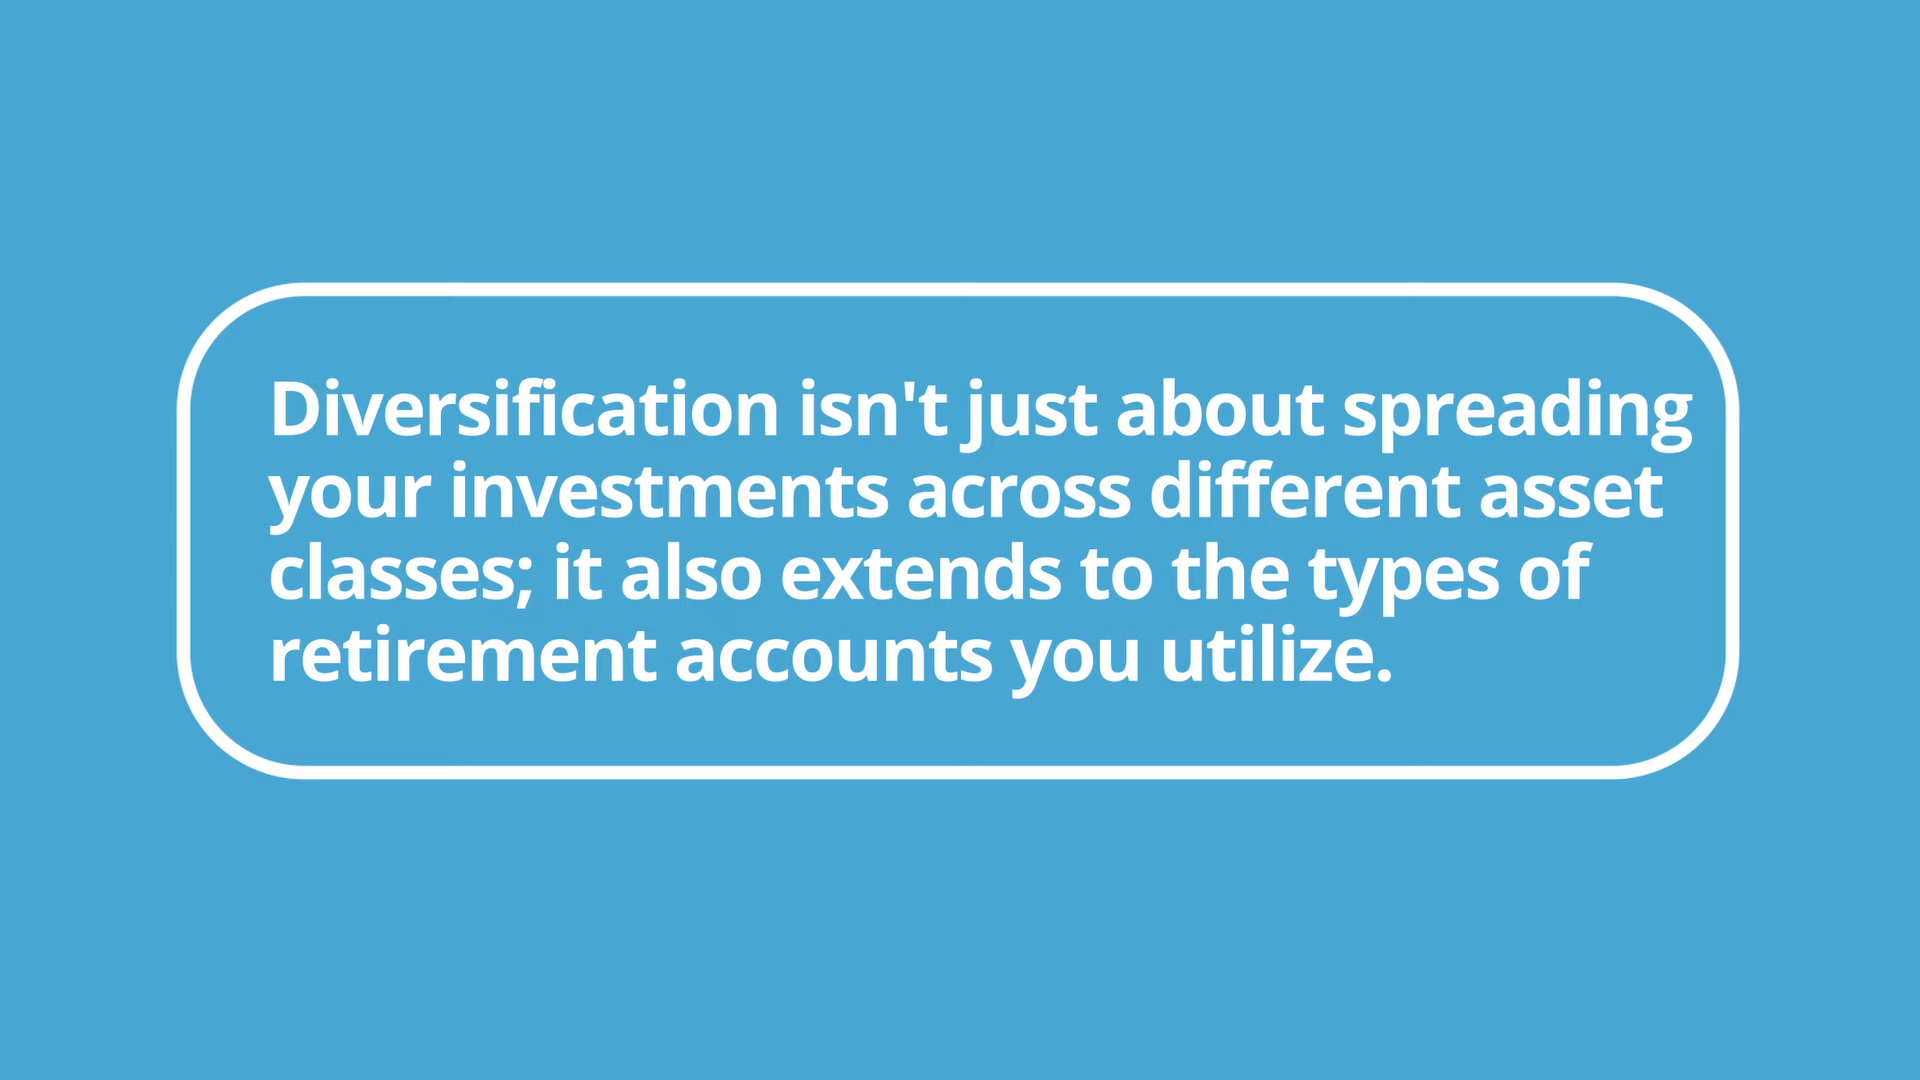 Diversification isn't just about spreading
your investments across different asset
classes; it also extends to the types of
retirement accounts you utilize.